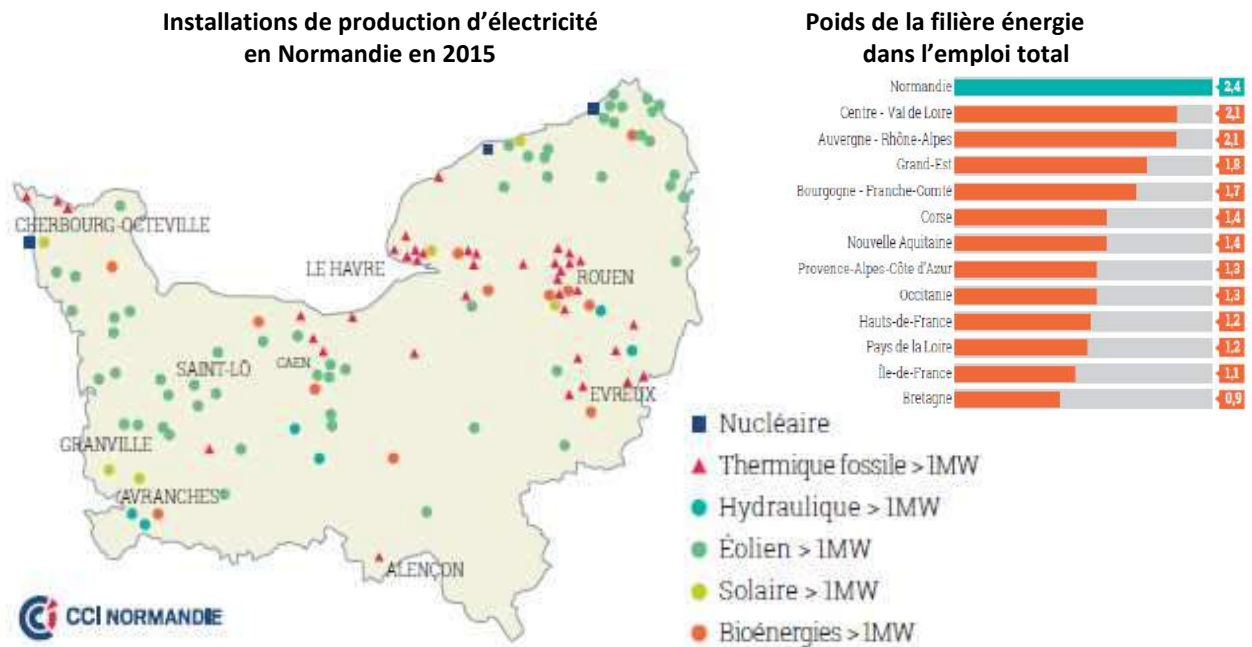 Installations de production d’électricité
en Normandie en 2015
CHERBOURG-OCTEVILLE
LE HAVRE
ROUEN
SAINT-LÔ
CAEN
EVREUX
GRANVILLE
AVRANCHES
ALENÇON
CCI NORMANDIE
Poids de la filière énergie
dans l’emploi total
Normandie 2,4
Centre - Val de Loire 2,1
Auvergne - Rhône-Alpes 2,1
Grand-Est 1,8
Bourgogne - Franche-Comté 1,7
Corse 1,4
Nouvelle Aquitaine 1,4
Provence-Alpes-Côte d'Azur 1,3
Occitanie 1,3
Hauts-de-France 1,2
Pays de la Loire 1,2
Île-de-France 1,1
Bretagne 0,9
Nucléaire
Thermique fossile > 1MW
Hydraulique > 1MW
Éolien > 1MW
Solaire > 1MW
Bioénergies > 1MW